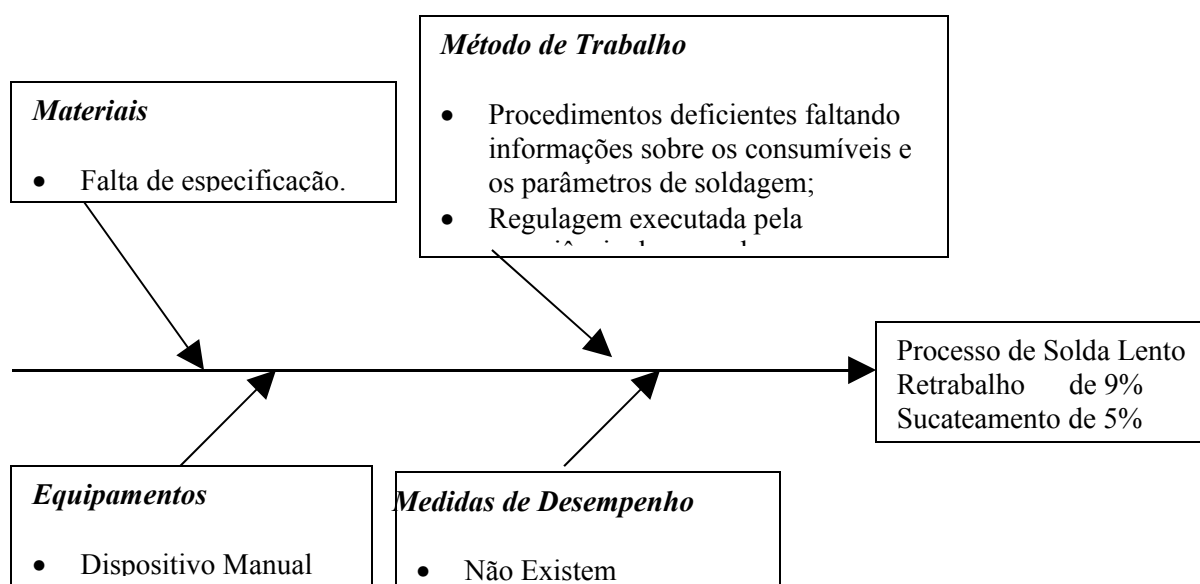 Método de Trabalho
• Procedimentos deficientes faltando
informações sobre os consumíveis e
os parâmetros de soldagem;
• Regulagem executada pela
Materiais
• Falta de especificação.
Processo de Solda Lento
Retrabalho de 9%
Sucateamento de 5%
Equipamentos
• Dispositivo Manual
Medidas de Desempenho
• Não Existem